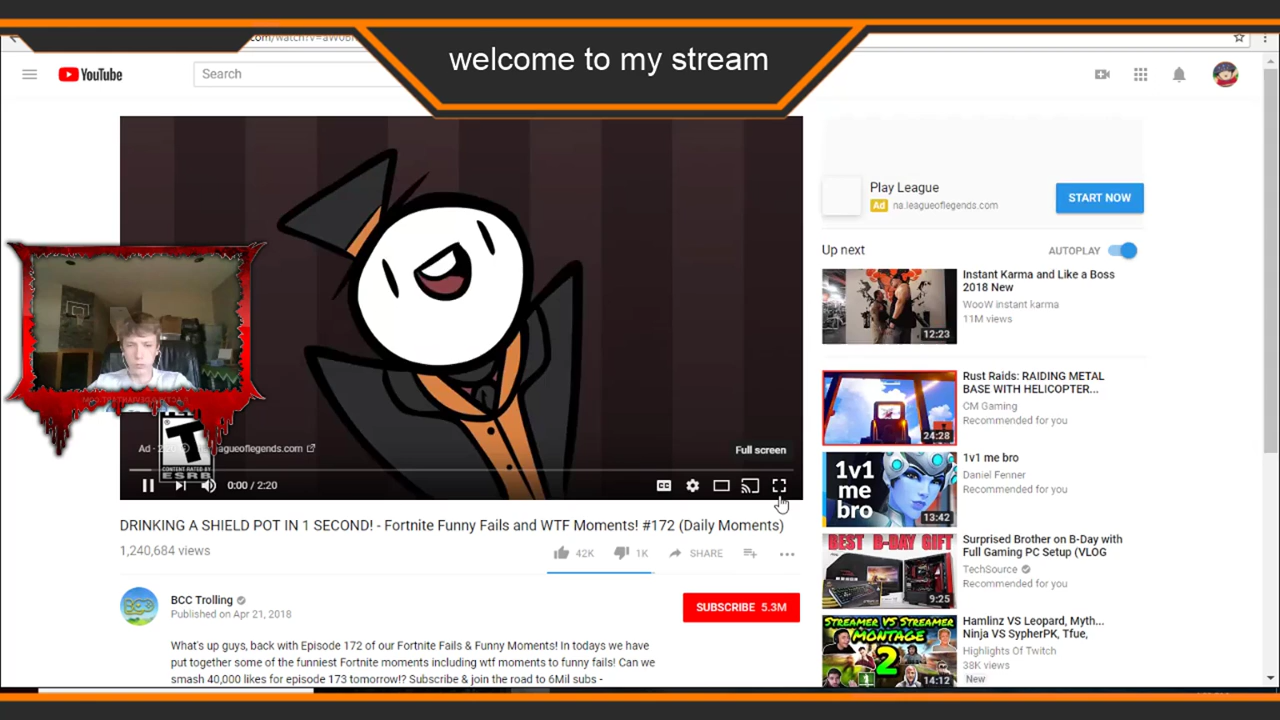 welcome to my stream
YouTube
Search
Play League
Ad na.leagueoflegends.com
START NOW
Up next
AUTOPLAY
Instant Karma and Like a Boss
2018 New
WooW instant karma
11M views
12:23
Rust Raids: RAIDING METAL
BASE WITH HELICOPTER...
CM Gaming
Recommended for you
24:28
1v1 me bro
Daniel Fenner
Recommended for you
1v1
me
bro
13:42
Surprised Brother on B-Day with
Full Gaming PC Setup (VLOG
TechSource
Recommended for you
BEST B-DAY GIFT
9:25
Hamlinz VS Leopard, Myth...
Ninja VS SypherPK, Tfue,
Highlights Of Twitch
38K views
New
STREAMER VS STREAMER
MONTAGE
2
14:12
Ad
T
CONTENT RATED BY
ESRB
Full screen
0:00 / 2:20
CC
DRINKING A SHIELD POT IN 1 SECOND! - Fortnite Funny Fails and WTF Moments! #172 (Daily Moments)
1,240,684 views
42K
1K
SHARE
BCC
BCC Trolling
Published on Apr 21, 2018
SUBSCRIBE 5.3M
What's up guys, back with Episode 172 of our Fortnite Fails & Funny Moments! In todays we have
put together some of the funniest Fortnite moments including wtf moments to funny fails! Can we
smash 40,000 likes for episode 173 tomorrow!? Subscribe & join the road to 6Mil subs -